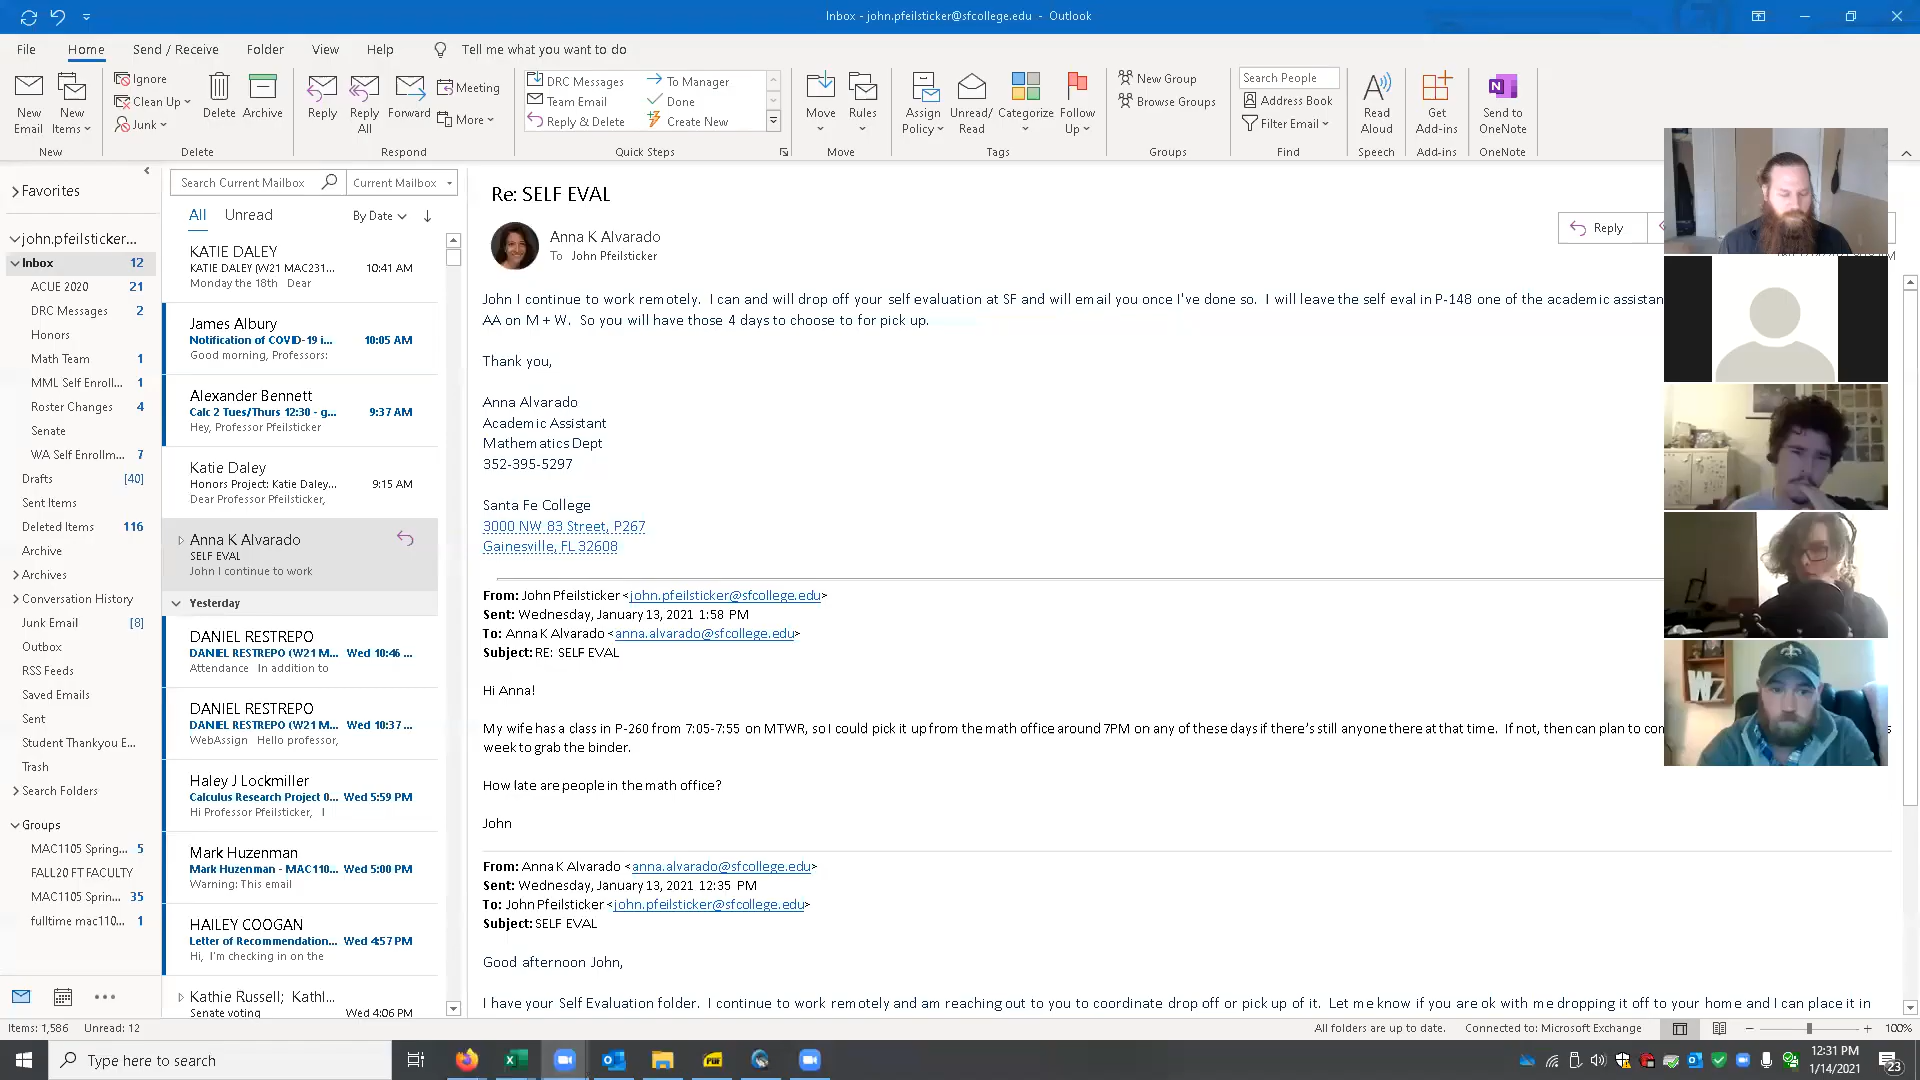 Inbox - john.pfeilsticker@sfcollege.edu - Outlook
File Home Send / Receive Folder View Help Tell me what you want to do
New Email
New Items
New
Ignore
Clean Up
Junk
Delete
Archive
Delete
Reply
Reply All
Forward
Meeting
More
Respond
DRC Messages
Team Email
Reply & Delete
To Manager
Done
Create New
Quick Steps
Move
Rules
Move
Assign Policy
Unread/ Read
Categorize
Follow Up
Tags
New Group
Browse Groups
Groups
Search People
Address Book
Filter Email
Find
Read Aloud
Speech
Get Add-ins
Add-ins
Send to OneNote
OneNote
Favorites
john.pfeilsticker...
Inbox 12
ACUE 2020 21
DRC Messages 2
Honors
Math Team 1
MML Self Enroll... 1
Roster Changes 4
Senate
WA Self Enrollm... 7
Drafts [40]
Sent Items
Deleted Items 116
Archive
Archives
Conversation History
Junk Email [8]
Outbox
RSS Feeds
Saved Emails
Sent
Student Thankyou E...
Trash
Search Folders
Groups
MAC1105 Spring... 5
FALL20 FT FACULTY
MAC1105 Sprin... 35
fulltime mac110... 1
Search Current Mailbox
Current Mailbox
All Unread By Date
KATIE DALEY
KATIE DALEY (W21 MAC231... 10:41 AM
Monday the 18th Dear
James Albury
Notification of COVID-19 i... 10:05 AM
Good morning, Professors:
Alexander Bennett
Calc 2 Tues/Thurs 12:30 - g... 9:37 AM
Hey, Professor Pfeilsticker
Katie Daley
Honors Project: Katie Daley... 9:15 AM
Dear Professor Pfeilsticker,
Anna K Alvarado
SELF EVAL
John I continue to work
Yesterday
DANIEL RESTREPO
DANIEL RESTREPO (W21 M... Wed 10:46 ...
Attendance In addition to
DANIEL RESTREPO
DANIEL RESTREPO (W21 M... Wed 10:37 ...
WebAssign Hello professor,
Haley J Lockmiller
Calculus Research Project 0... Wed 5:59 PM
Hi Professor Pfeilsticker, I
Mark Huzenman
Mark Huzenman - MAC110... Wed 5:00 PM
Warning: This email
HAILEY COOGAN
Letter of Recommendation... Wed 4:57 PM
Hi, I'm checking in on the
Kathie Russell; Kathl...
Senate voting Wed 4:06 PM
Re: SELF EVAL
Anna K Alvarado
To John Pfeilsticker
Reply
John I continue to work remotely. I can and will drop off your self evaluation at SF and will email you once I've done so. I will leave the self eval in P-148 one of the academic assistan
AA on M + W. So you will have those 4 days to choose to for pick up.
Thank you,
Anna Alvarado
Academic Assistant
Mathematics Dept
352-395-5297
Santa Fe College
3000 NW 83 Street, P267
Gainesville, FL 32608
From: John Pfeilsticker <john.pfeilsticker@sfcollege.edu>
Sent: Wednesday, January 13, 2021 1:58 PM
To: Anna K Alvarado <anna.alvarado@sfcollege.edu>
Subject: RE: SELF EVAL
Hi Anna!
My wife has a class in P-260 from 7:05-7:55 on MTWR, so I could pick it up from the math office around 7PM on any of these days if there's still anyone there at that time. If not, then can plan to com
week to grab the binder.
How late are people in the math office?
John
From: Anna K Alvarado <anna.alvarado@sfcollege.edu>
Sent: Wednesday, January 13, 2021 12:35 PM
To: John Pfeilsticker <john.pfeilsticker@sfcollege.edu>
Subject: SELF EVAL
Good afternoon John,
I have your Self Evaluation folder. I continue to work remotely and am reaching out to you to coordinate drop off or pick up of it. Let me know if you are ok with me dropping it off to your home and I can place it in
Items: 1,586 Unread: 12
All folders are up to date. Connected to: Microsoft Exchange 100%
Type here to search
12:31 PM
1/14/2021
23